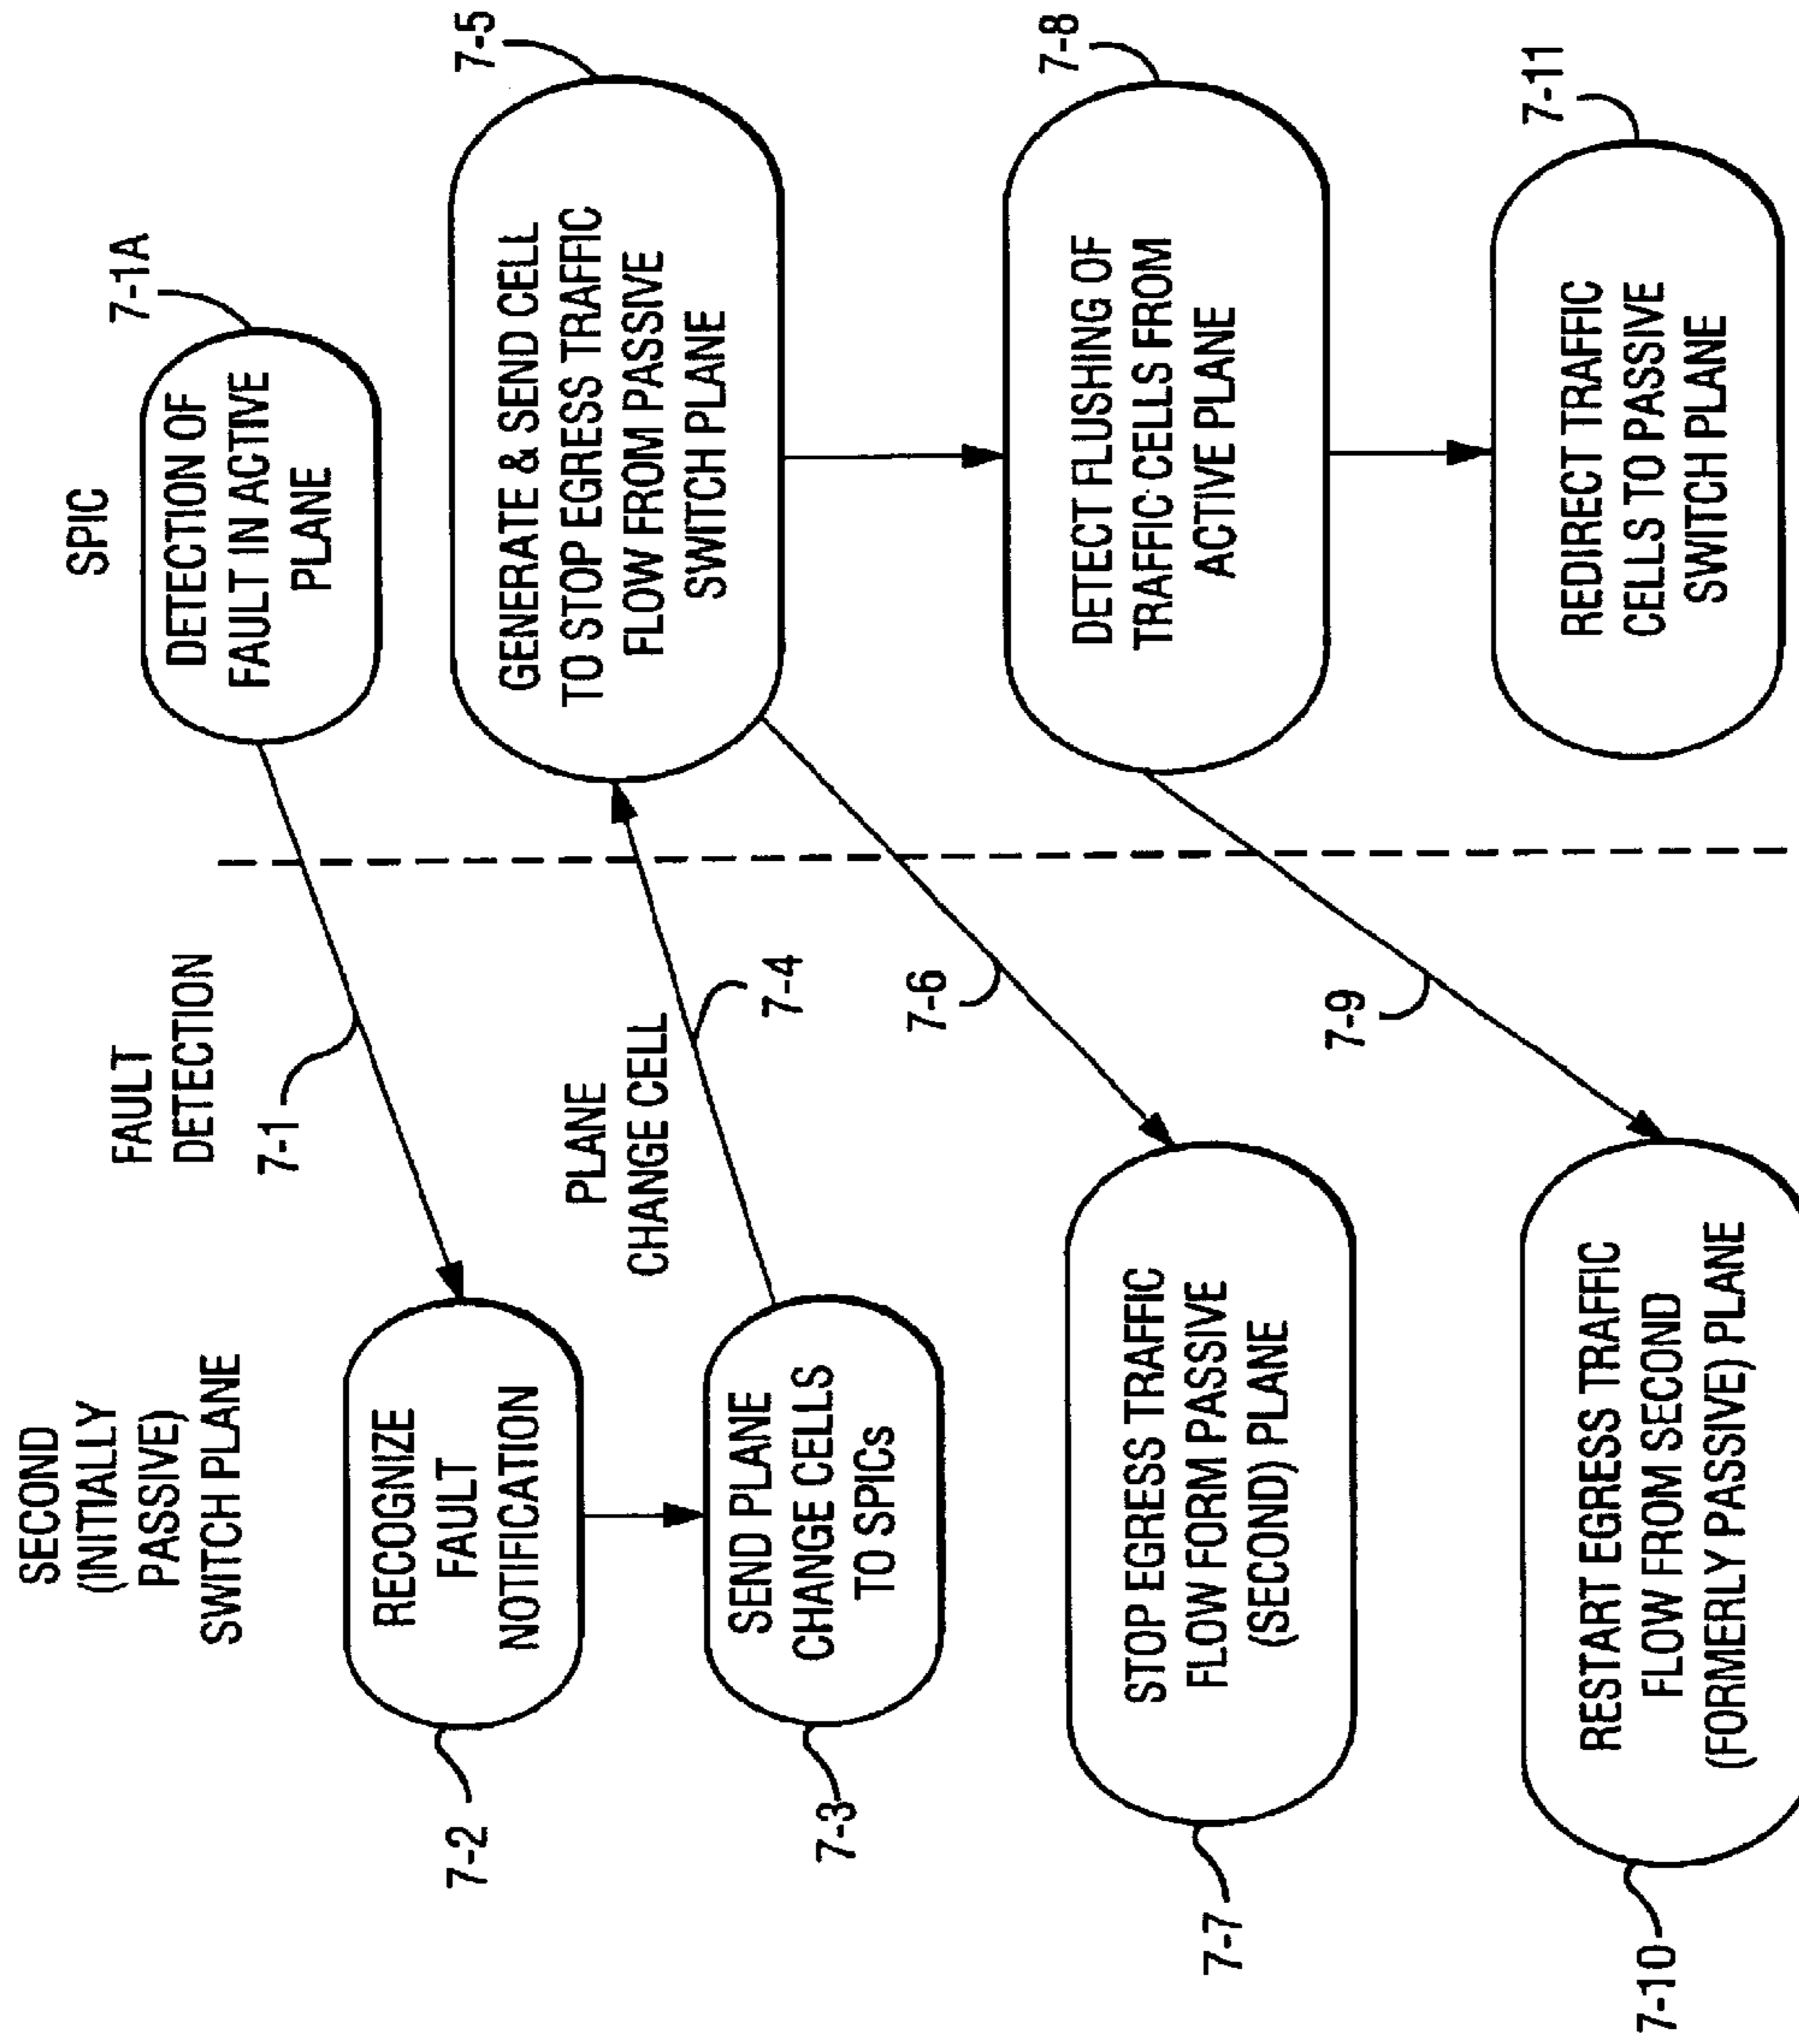 SECOND
(INITIALLY
PASSIVE)
SWITCH PLANE
FAULT
DETECTION
SPIC
7-1A
DETECTION OF
FAULT IN ACTIVE
PLANE
7-1
7-2
RECOGNIZE
FAULT
NOTIFICATION
7-3
SEND PLANE
CHANGE CELLS
TO SPICs
PLANE
CHANGE CELL
7-4
7-5
GENERATE & SEND CELL
TO STOP EGRESS TRAFFIC
FLOW FROM PASSIVE
SWITCH PLANE
7-6
7-7
STOP EGRESS TRAFFIC
FLOW FORM PASSIVE
(SECOND) PLANE
7-8
DETECT FLUSHING OF
TRAFFIC CELLS FROM
ACTIVE PLANE
7-9
7-10
RESTART EGRESS TRAFFIC
FLOW FROM SECOND
(FORMERLY PASSIVE) PLANE
7-11
REDIRECT TRAFFIC
CELLS TO PASSIVE
SWITCH PLANE